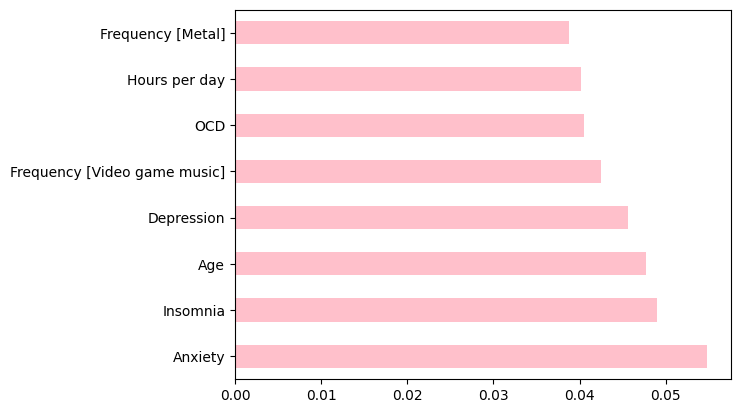 Frequency [Metal]
Hours per day
OCD
Frequency [Video game music]
Depression
Age
Insomnia
Anxiety
0.00 0.01 0.02 0.03 0.04 0.05